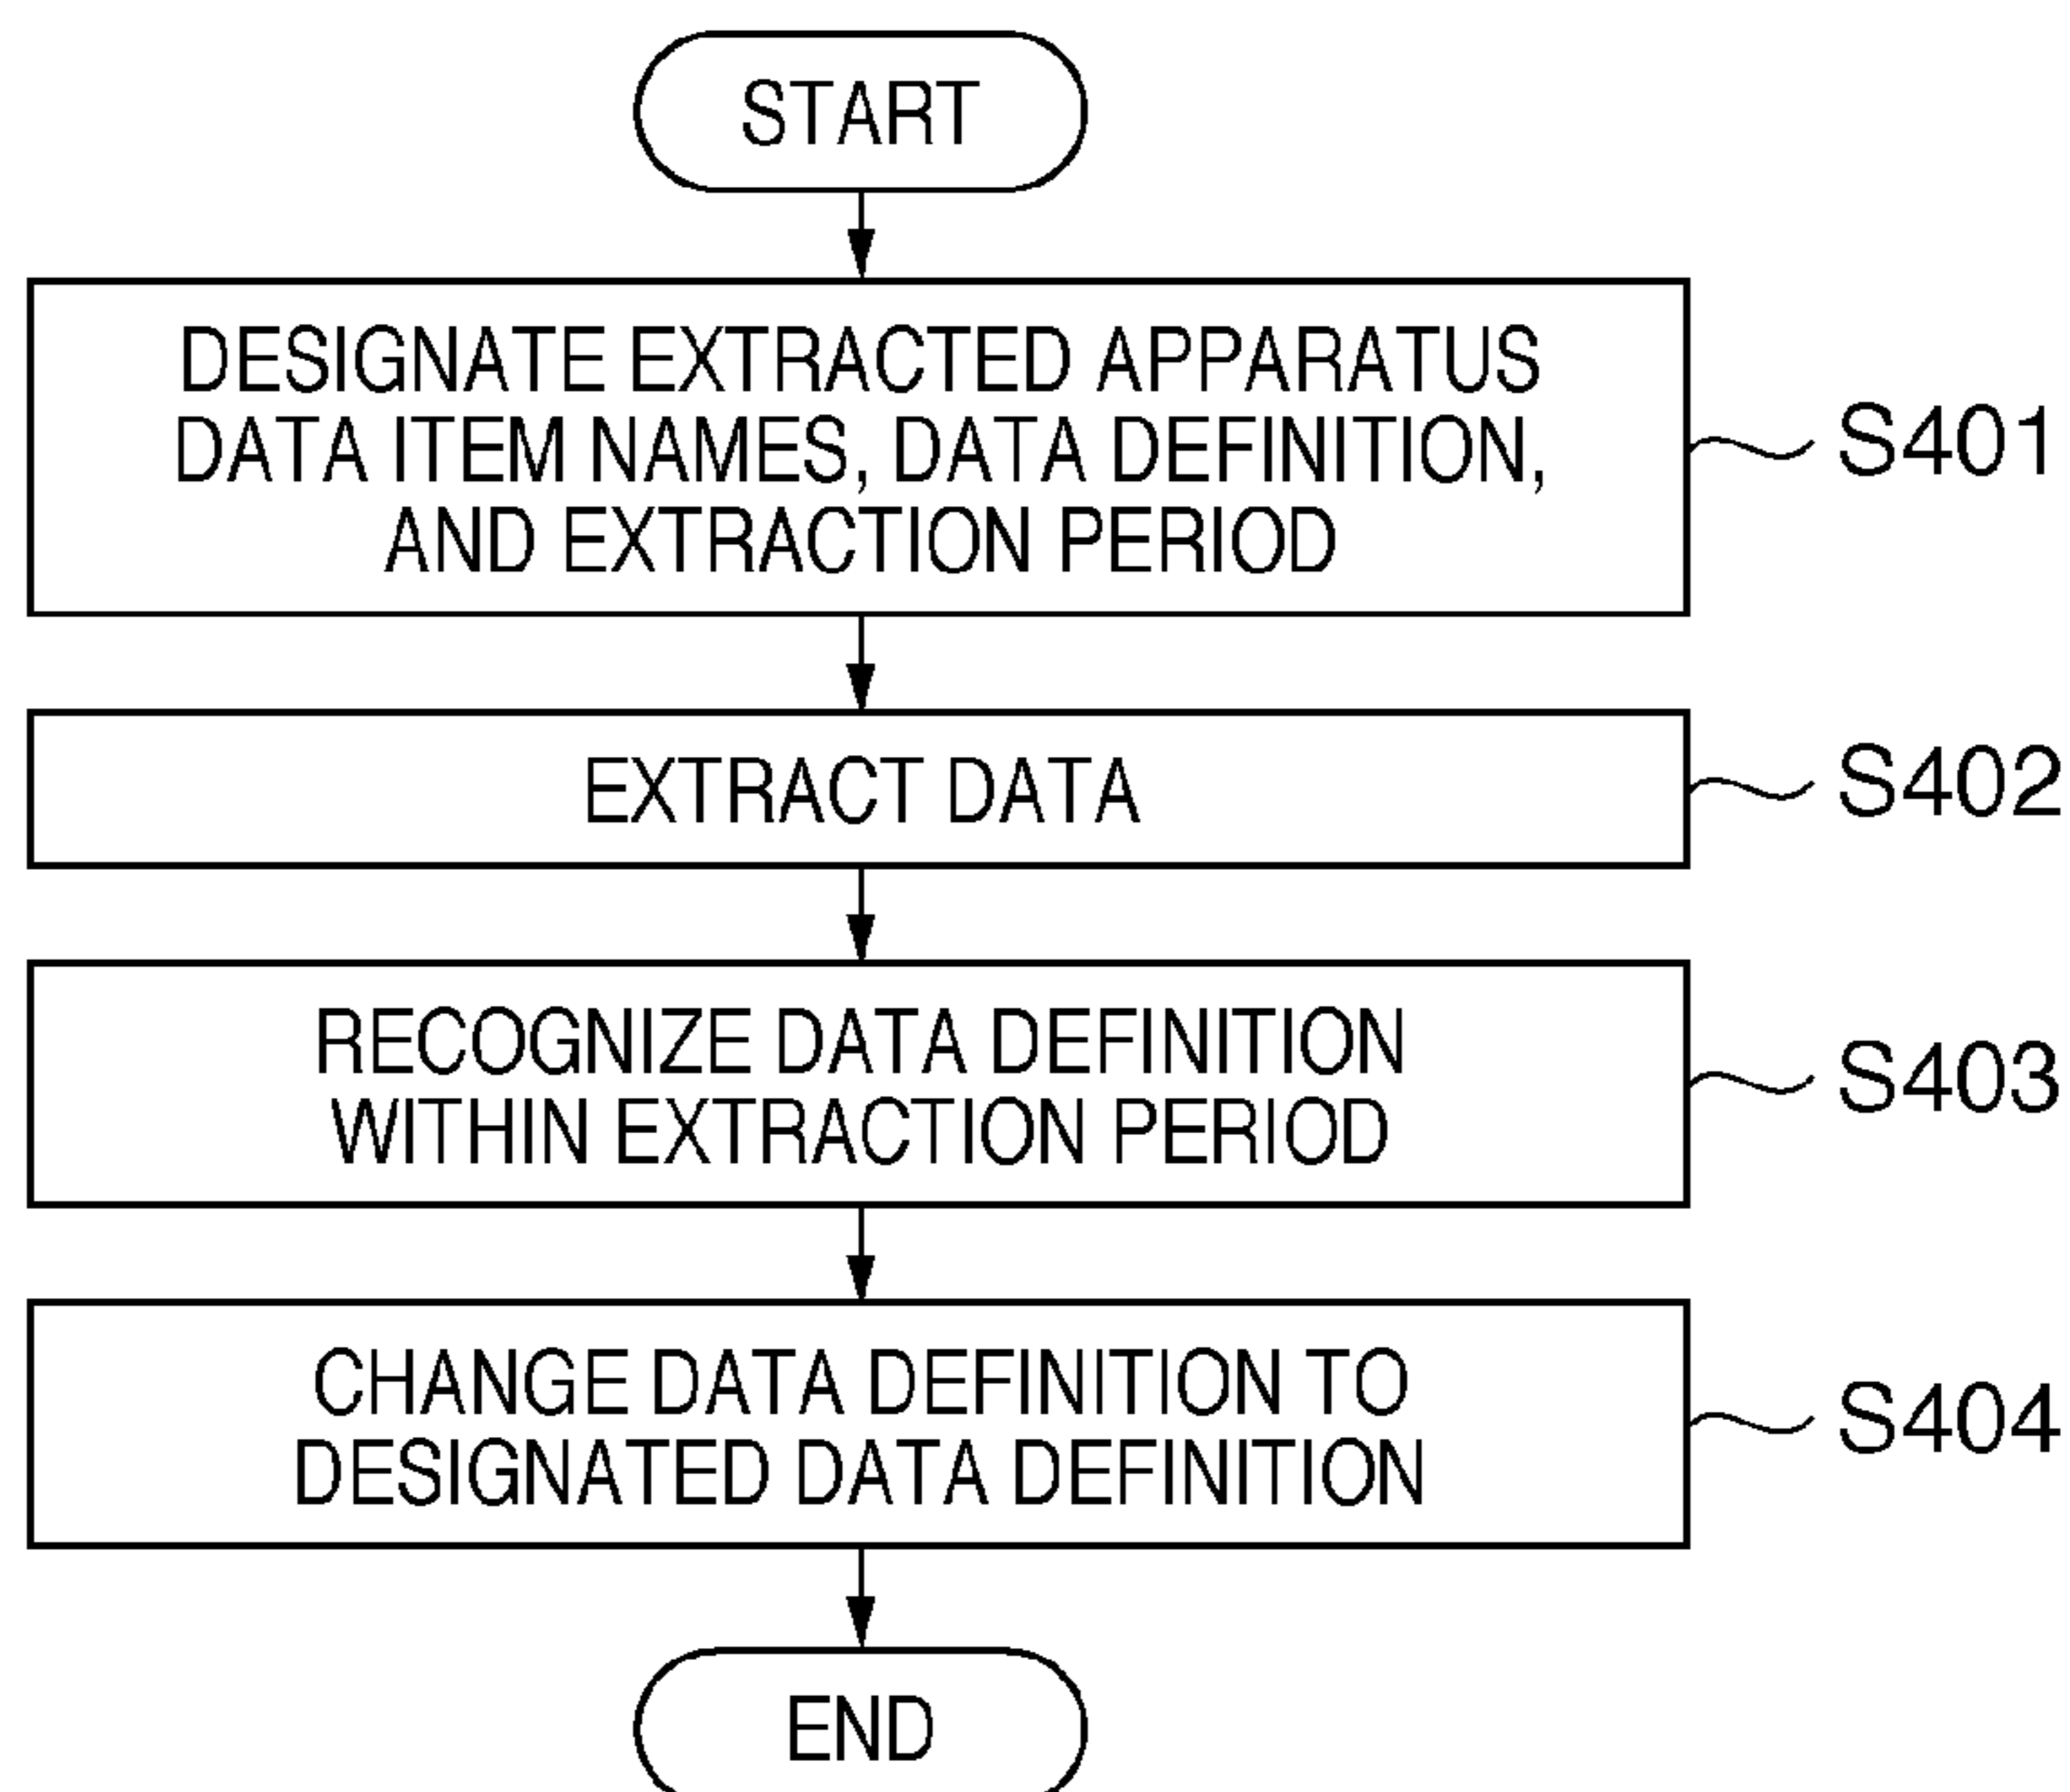 START
DESIGNATE EXTRACTED APPARATUS
DATA ITEM NAMES, DATA DEFINITION,
AND EXTRACTION PERIOD
S401
EXTRACT DATA
S402
RECOGNIZE DATA DEFINITION
WITHIN EXTRACTION PERIOD
S403
CHANGE DATA DEFINITION TO
DESIGNATED DATA DEFINITION
S404
END